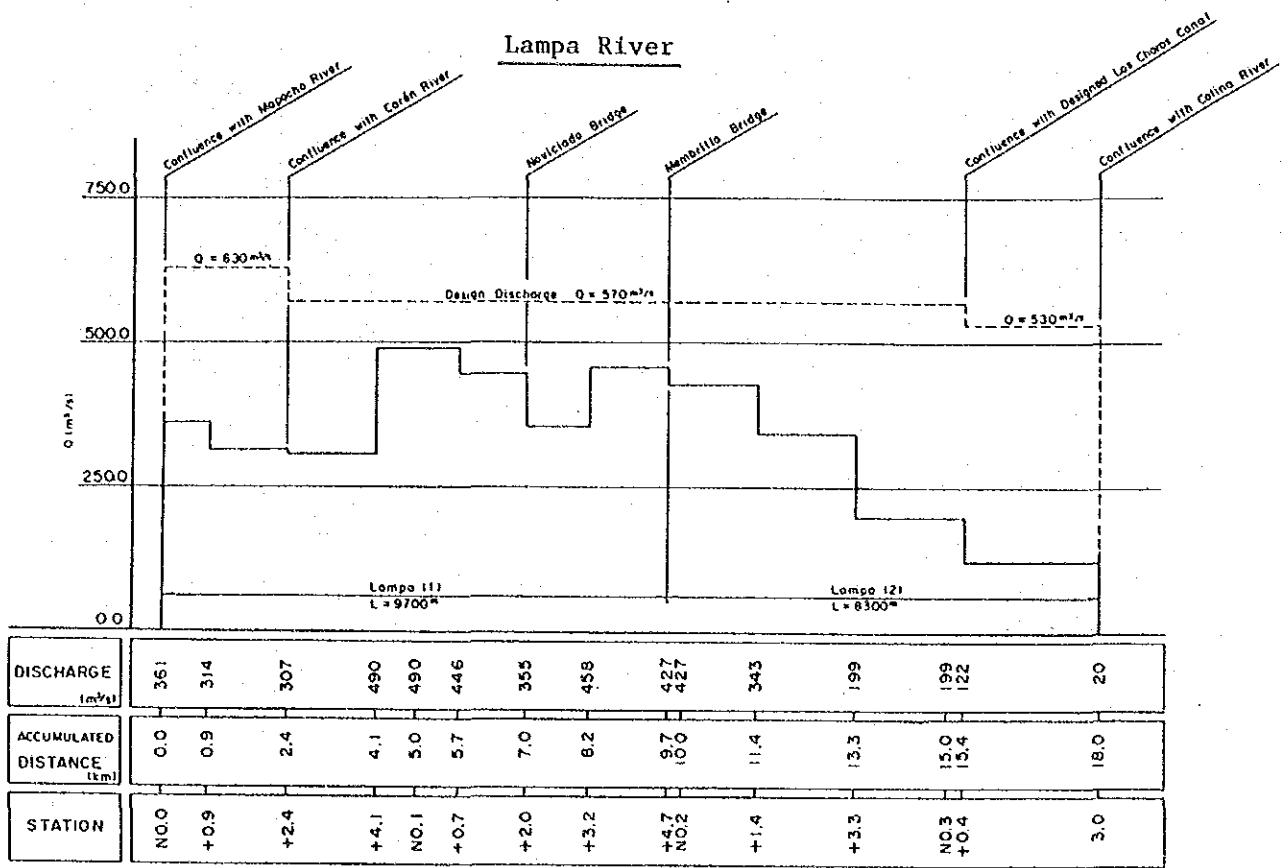 Lampa River
Confluence with Mapocho River
Confluence with Carén River
Noviciado Bridge
Membrillo Bridge
Confluence with Designed Los Choros Canal
Confluence with Colina River
750.0
Q = 630 m³/s
Design Discharge Q = 570 m³/s
Q = 530 m³/s
500.0
Q (m³/s)
250.0
Lampa (1)
L = 9700 m
Lampa (2)
L = 8300 m
0.0
DISCHARGE (m³/s) 361 314 307 490 490 446 355 458 427 427 343 199 199 122 20
ACCUMULATED DISTANCE (km) 0.0 0.9 2.4 4.1 5.0 5.7 7.0 8.2 9.7 10.0 11.4 13.3 15.0 15.4 18.0
STATION NO.0 +0.9 +2.4 +4.1 NO.1 +0.7 +2.0 +3.2 +4.7 NO.2 +1.4 +3.3 NO.3 +0.4 3.0